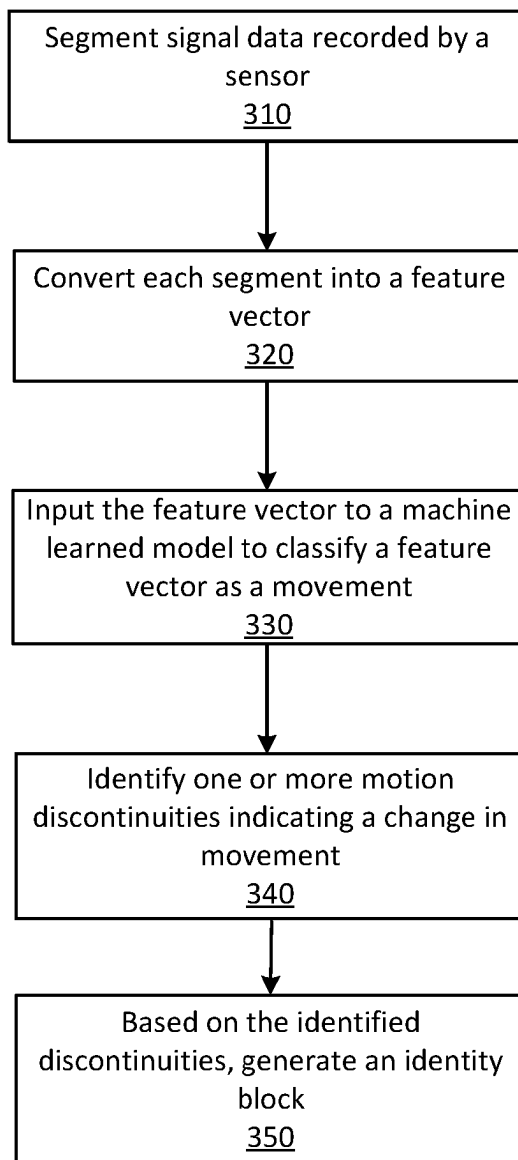 Segment signal data recorded by a
sensor
310
Convert each segment into a feature
vector
320
Input the feature vector to a machine
learned model to classify a feature
vector as a movement
330
Identify one or more motion
discontinuities indicating a change in
movement
340
Based on the identified
discontinuities, generate an identity
block
350